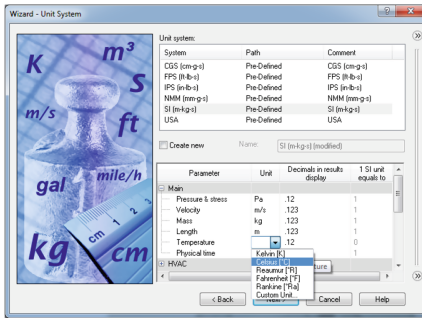 Wizard - Unit System
Unit system:
System Path Comment
CGS (cm-g-s) Pre-Defined CGS (cm-g-s)
FPS (ft-lb-s) Pre-Defined FPS (ft-lb-s)
IPS (in-lb-s) Pre-Defined IPS (in-lb-s)
NMM (mm-g-s) Pre-Defined NMM (mm-g-s)
SI (m-kg-s) Pre-Defined SI (m-kg-s)
USA Pre-Defined USA
Create new Name: SI (m-kg-s) (modified)
Parameter Unit Decimals in results display 1 SI unit equals to
Main
Pressure & stress Pa .12 1
Velocity m/s .123 1
Mass kg .123 1
Length m .123 1
Temperature .12 0
Physical time 1
HVAC
Kelvin [K]
Celsius [°C]
Reaumur [°R]
Fahrenheit [°F]
Rankine [°Ra]
Custom Unit...
< Back Cancel Help
K m³
S
m/s ft
gal mile/h
cm 1 2 3
kg cm